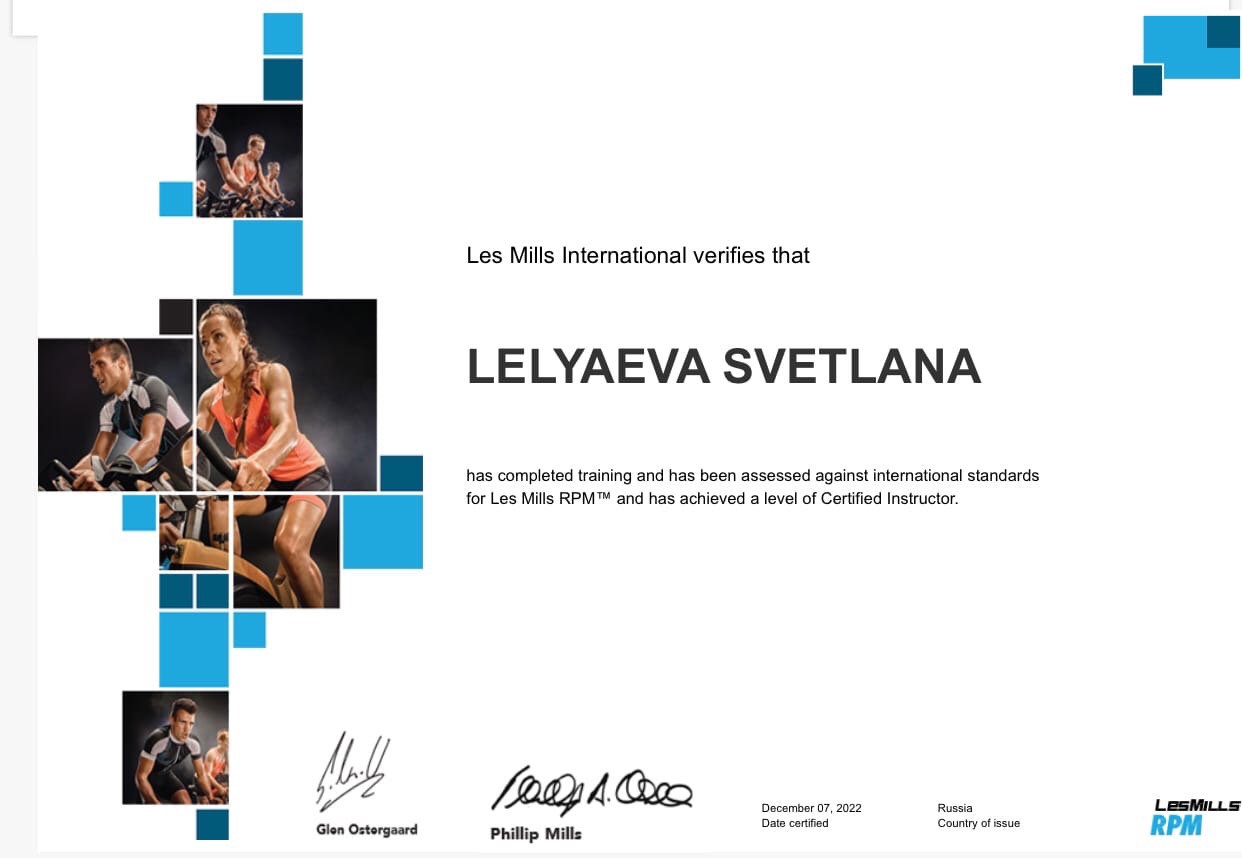 Les Mills International verifies that
LELYAEVA SVETLANA
has completed training and has been assessed against international standards
for Les Mills RPM™ and has achieved a level of Certified Instructor.
Glen Ostergaard
Phillip Mills
December 07, 2022
Date certified
Russia
Country of issue
LESMILLS
RPM